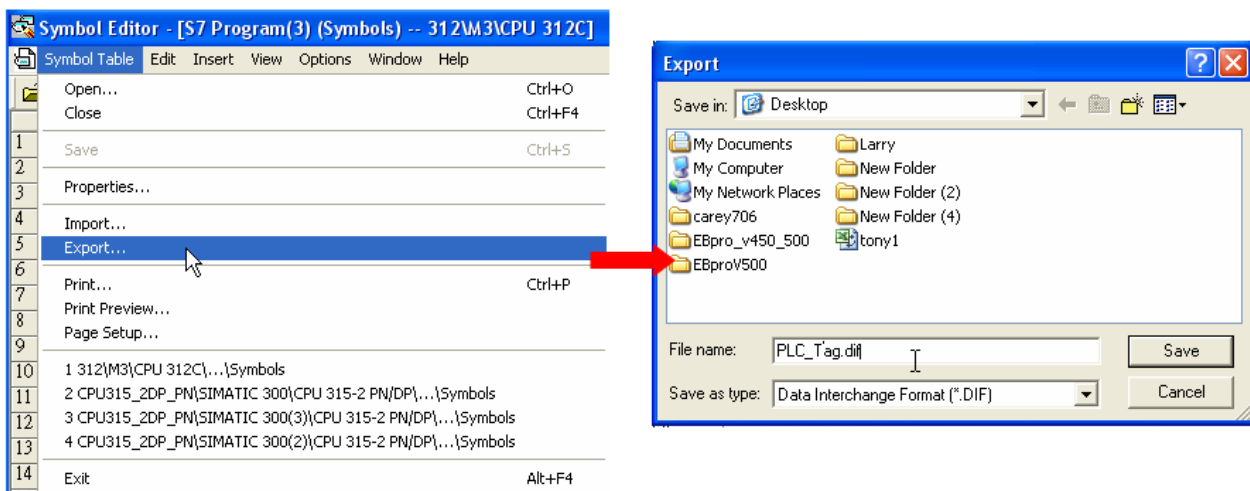 Symbol Editor - [S7 Program(3) (Symbols) -- 312\M3\CPU 312C]
Symbol Table Edit Insert View Options Window Help
Open... Ctrl+O
Close Ctrl+F4
Save Ctrl+S
Properties...
Import...
Export...
Print... Ctrl+P
Print Preview...
Page Setup...
1 312\M3\CPU 312C\...\Symbols
2 CPU315_2DP_PN\SIMATIC 300\CPU 315-2 PN/DP\...\Symbols
3 CPU315_2DP_PN\SIMATIC 300(3)\CPU 315-2 PN/DP\...\Symbols
4 CPU315_2DP_PN\SIMATIC 300(2)\CPU 315-2 PN/DP\...\Symbols
Exit Alt+F4
1
2
3
4
5
6
7
8
9
10
11
12
13
14
Export
Save in: Desktop
My Documents
My Computer
My Network Places
carey706
EBpro_v450_500
EBproV500
Larry
New Folder
New Folder (2)
New Folder (4)
tony1
File name: PLC_Tag.dif
Save
Save as type: Data Interchange Format (*.DIF)
Cancel